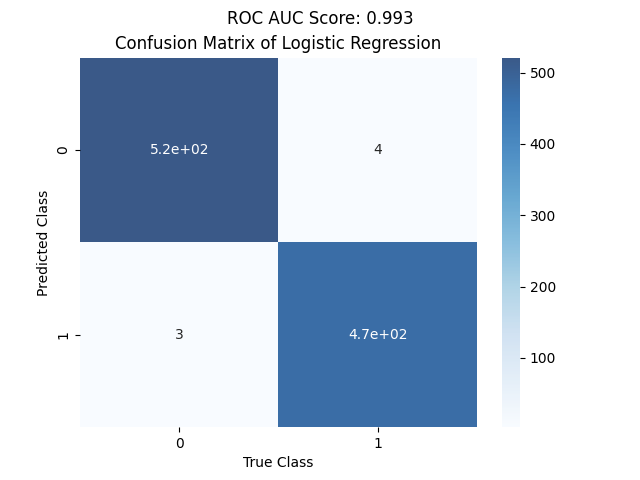 ROC AUC Score: 0.993
Confusion Matrix of Logistic Regression
Predicted Class
0
5.2e+02
4
1
3
4.7e+02
0
1
True Class
500
400
300
200
100